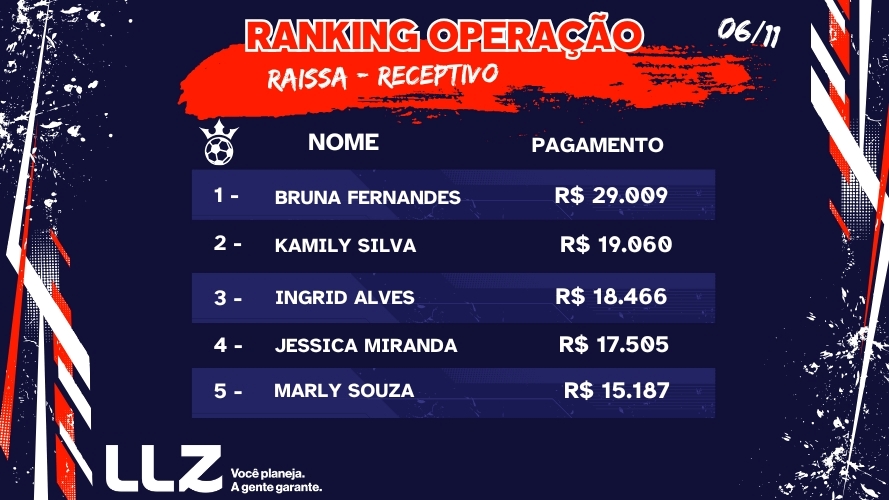 RANKING OPERAÇÃO
06/11
RAISSA - RECEPTIVO
NOME PAGAMENTO
1 - BRUNA FERNANDES R$ 29.009
2 - KAMILY SILVA R$ 19.060
3 - INGRID ALVES R$ 18.466
4 - JESSICA MIRANDA R$ 17.505
5 - MARLY SOUZA R$ 15.187
LLZ
Você planeja.
A gente garante.